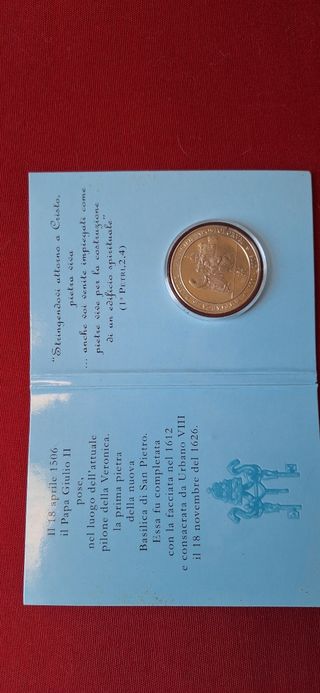 "Stringendovi attorno a Cristo,
pietra viva
... anche voi venite impiegati come
pietre vive per la costruzione
di un edificio spirituale"
(1ª PETRI,2,4)
Il 18 aprile 1506
il Papa Giulio II
pose,
nel luogo dell'attuale
pilone della Veronica,
la prima pietra
della nuova
Basilica di San Pietro.
Essa fu completata
con la facciata nel 1612
e consacrata da Urbano VIII
il 18 novembre del 1626.